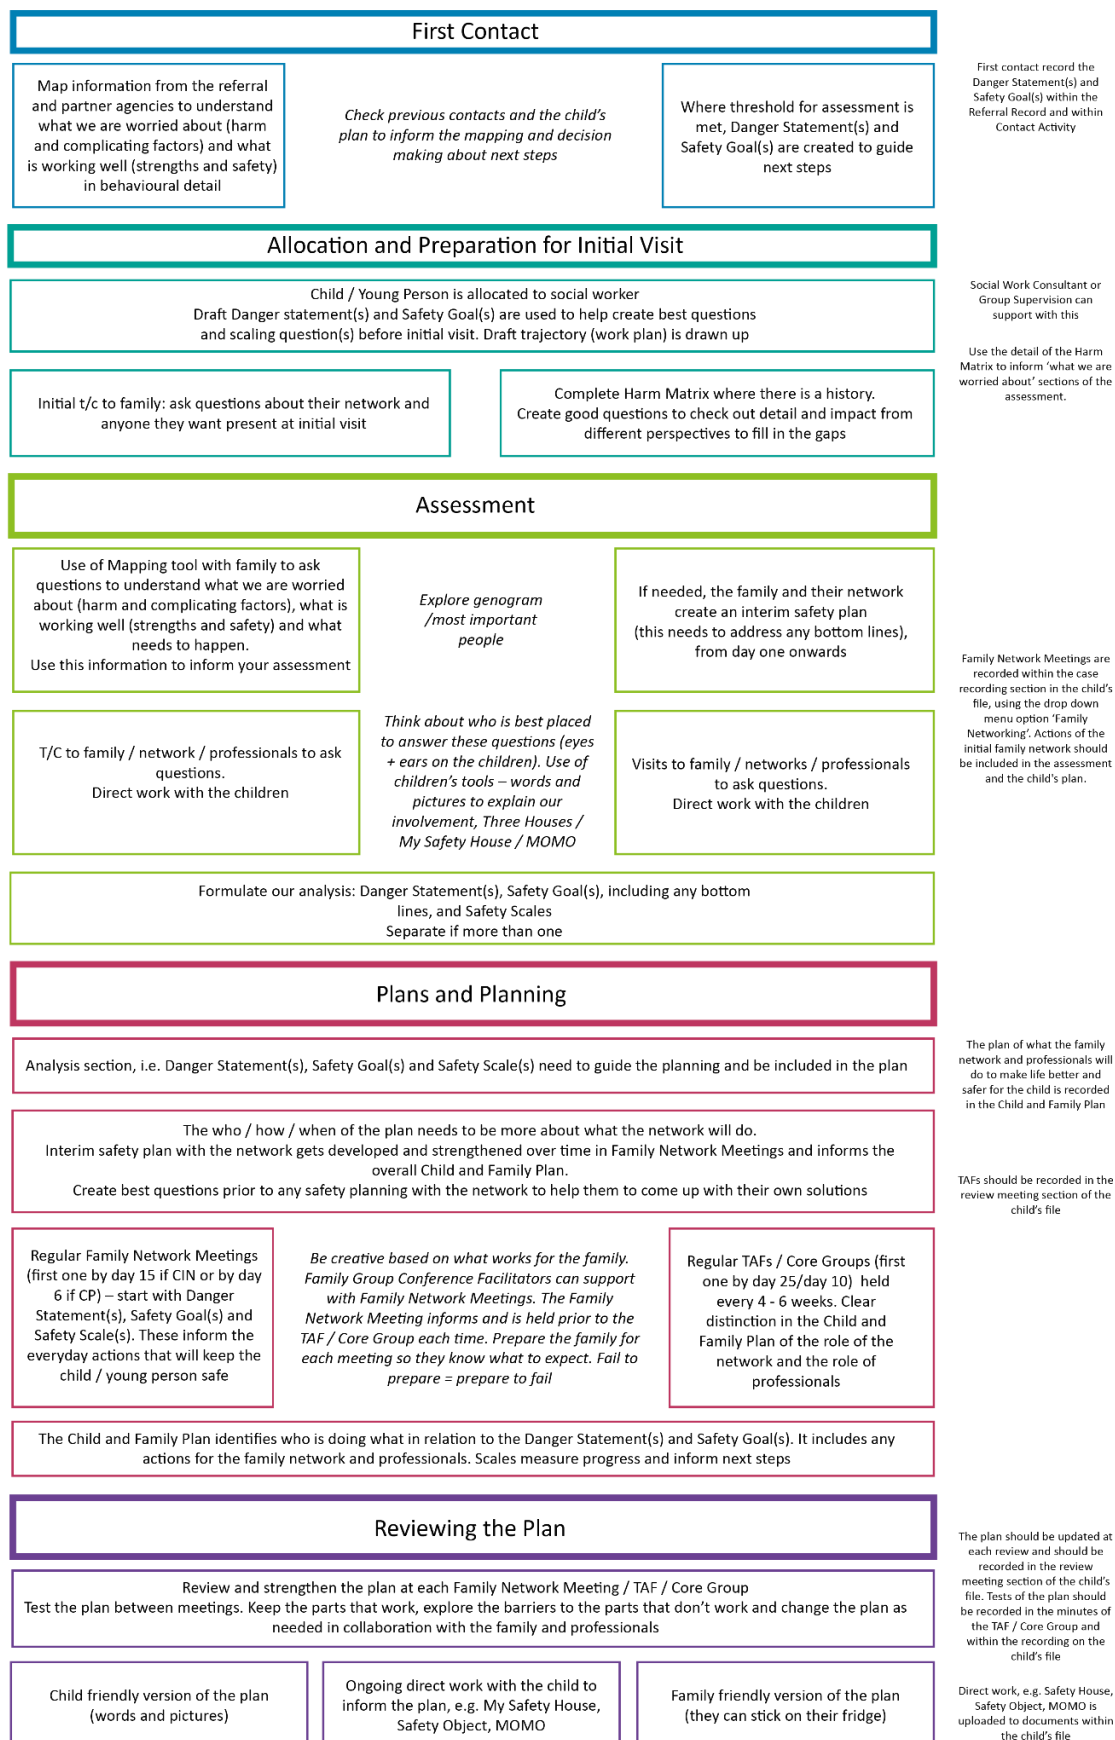 First Contact
Map information from the referral
and partner agencies to understand
what we are worried about (harm
and complicating factors) and what
is working well (strengths and safety)
in behavioural detail
Check previous contacts and the child’s
plan to inform the mapping and decision
making about next steps
Where threshold for assessment is
met, Danger Statement(s) and
Safety Goal(s) are created to guide
next steps
First contact record the
Danger Statement(s) and
Safety Goal(s) within the
Referral Record and within
Contact Activity
Allocation and Preparation for Initial Visit
Child / Young Person is allocated to social worker
Draft Danger statement(s) and Safety Goal(s) are used to help create best questions
and scaling question(s) before initial visit. Draft trajectory (work plan) is drawn up
Social Work Consultant or
Group Supervision can
support with this
Initial t/c to family: ask questions about their network and
anyone they want present at initial visit
Complete Harm Matrix where there is a history.
Create good questions to check out detail and impact from
different perspectives to fill in the gaps
Use the detail of the Harm
Matrix to inform ‘what we are
worried about’ sections of the
assessment.
Assessment
Use of Mapping tool with family to ask
questions to understand what we are worried
about (harm and complicating factors), what is
working well (strengths and safety) and what
needs to happen.
Use this information to inform your assessment
Explore genogram
/most important
people
If needed, the family and their network
create an interim safety plan
(this needs to address any bottom lines),
from day one onwards
Family Network Meetings are
recorded within the case
recording section in the child’s
file, using the drop down
menu option ‘Family
Networking’. Actions of the
initial family network should
be included in the assessment
and the child's plan.
T/C to family / network / professionals to ask
questions.
Direct work with the children
Think about who is best placed
to answer these questions (eyes
+ ears on the children). Use of
children’s tools – words and
pictures to explain our
involvement, Three Houses /
My Safety House / MOMO
Visits to family / networks / professionals
to ask questions.
Direct work with the children
Formulate our analysis: Danger Statement(s), Safety Goal(s), including any bottom
lines, and Safety Scales
Separate if more than one
Plans and Planning
Analysis section, i.e. Danger Statement(s), Safety Goal(s) and Safety Scale(s) need to guide the planning and be included in the plan
The plan of what the family
network and professionals will
do to make life better and
safer for the child is recorded
in the Child and Family Plan
The who / how / when of the plan needs to be more about what the network will do.
Interim safety plan with the network gets developed and strengthened over time in Family Network Meetings and informs the
overall Child and Family Plan.
Create best questions prior to any safety planning with the network to help them to come up with their own solutions
TAFs should be recorded in the
review meeting section of the
child’s file
Regular Family Network Meetings
(first one by day 15 if CIN or by day
6 if CP) – start with Danger
Statement(s), Safety Goal(s) and
Safety Scale(s). These inform the
everyday actions that will keep the
child / young person safe
Be creative based on what works for the family.
Family Group Conference Facilitators can support
with Family Network Meetings. The Family
Network Meeting informs and is held prior to the
TAF / Core Group each time. Prepare the family for
each meeting so they know what to expect. Fail to
prepare = prepare to fail
Regular TAFs / Core Groups (first
one by day 25/day 10) held
every 4 - 6 weeks. Clear
distinction in the Child and
Family Plan of the role of the
network and the role of
professionals
The Child and Family Plan identifies who is doing what in relation to the Danger Statement(s) and Safety Goal(s). It includes any
actions for the family network and professionals. Scales measure progress and inform next steps
Reviewing the Plan
Review and strengthen the plan at each Family Network Meeting / TAF / Core Group
Test the plan between meetings. Keep the parts that work, explore the barriers to the parts that don’t work and change the plan as
needed in collaboration with the family and professionals
The plan should be updated at
each review and should be
recorded in the review
meeting section of the child’s
file. Tests of the plan should
be recorded in the minutes of
the TAF / Core Group and
within the recording on the
child’s file
Child friendly version of the plan
(words and pictures)
Ongoing direct work with the child to
inform the plan, e.g. My Safety House,
Safety Object, MOMO
Family friendly version of the plan
(they can stick on their fridge)
Direct work, e.g. Safety House,
Safety Object, MOMO is
uploaded to documents within
the child’s file